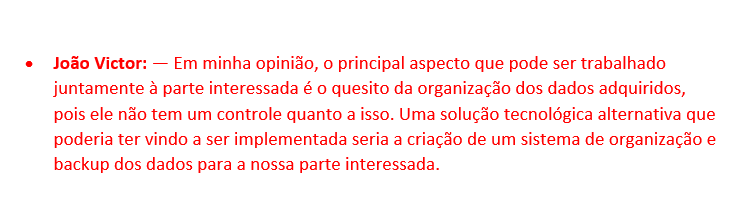 • João Victor: — Em minha opinião, o principal aspecto que pode ser trabalhado
juntamente à parte interessada é o quesito da organização dos dados adquiridos,
pois ele não tem um controle quanto a isso. Uma solução tecnológica alternativa que
poderia ter vindo a ser implementada seria a criação de um sistema de organização e
backup dos dados para a nossa parte interessada.